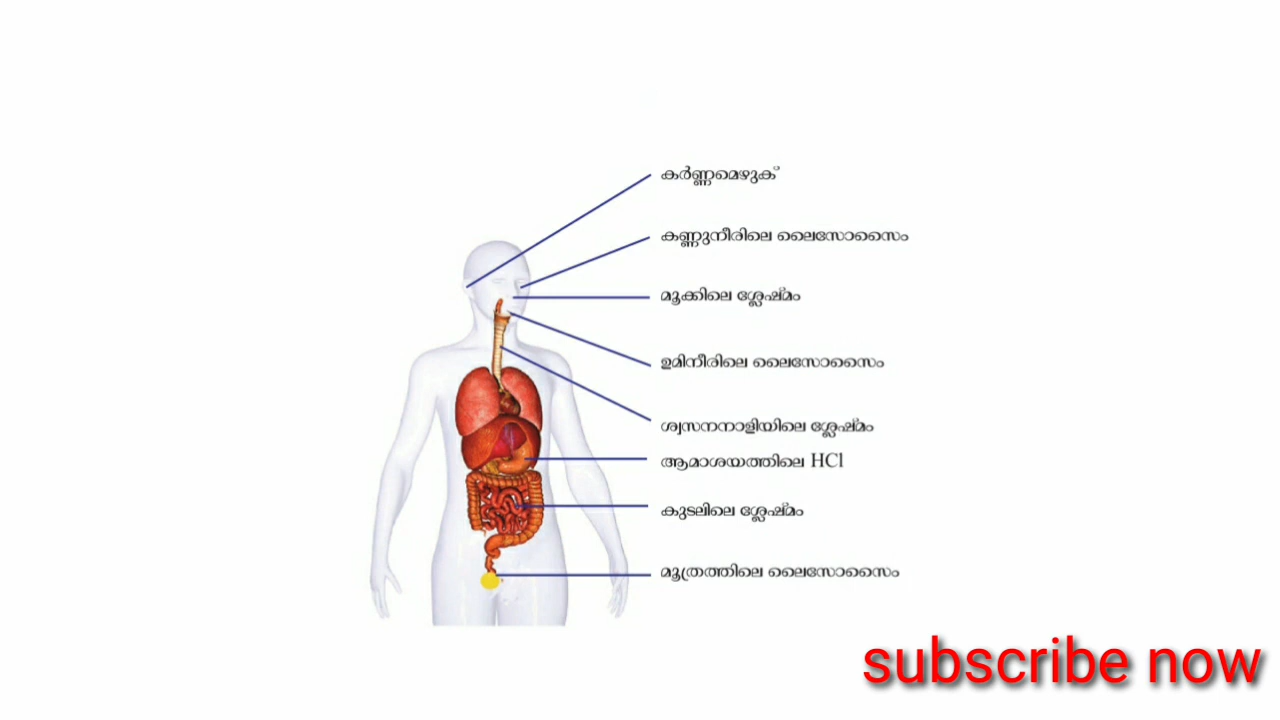 കർണ്ണമെഴുക്
കണ്ണുനീരിലെ ലൈസോസൈം
മൂക്കിലെ ശ്ലേഷ്മം
ഉമിനീരിലെ ലൈസോസൈം
ശ്വസനനാളിയിലെ ശ്ലേഷ്മം
ആമാശയത്തിലെ HCl
കുടലിലെ ശ്ലേഷ്മം
മൂത്രത്തിലെ ലൈസോസൈം
subscribe now